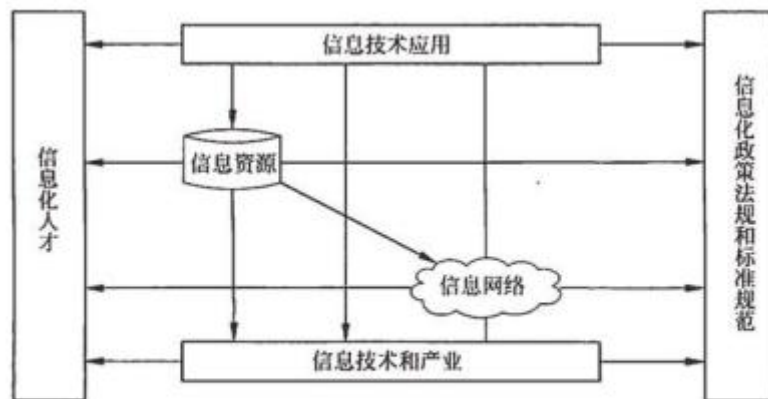 信息技术应用
信息化人才
信息资源
信息网络
信息技术和产业
信息化政策法规和标准规范